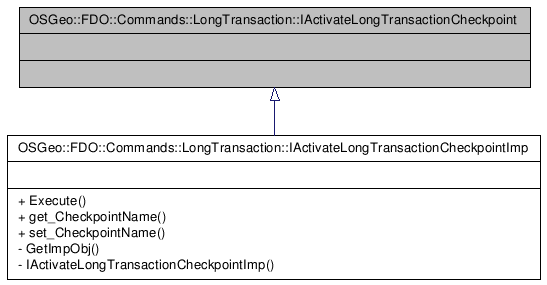 OSGeo::FDO::Commands::LongTransaction::IActivateLongTransactionCheckpoint
OSGeo::FDO::Commands::LongTransaction::IActivateLongTransactionCheckpointImp
+ Execute()
+ get_CheckpointName()
+ set_CheckpointName()
- GetImpObj()
- IActivateLongTransactionCheckpointImp()